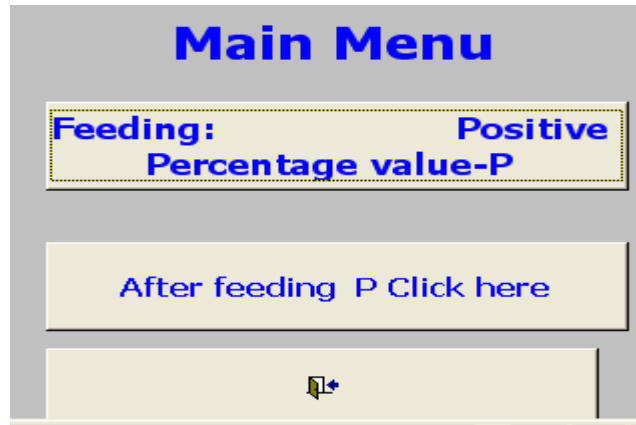 Main Menu
Feeding: Positive
Percentage value-P
After feeding P Click here